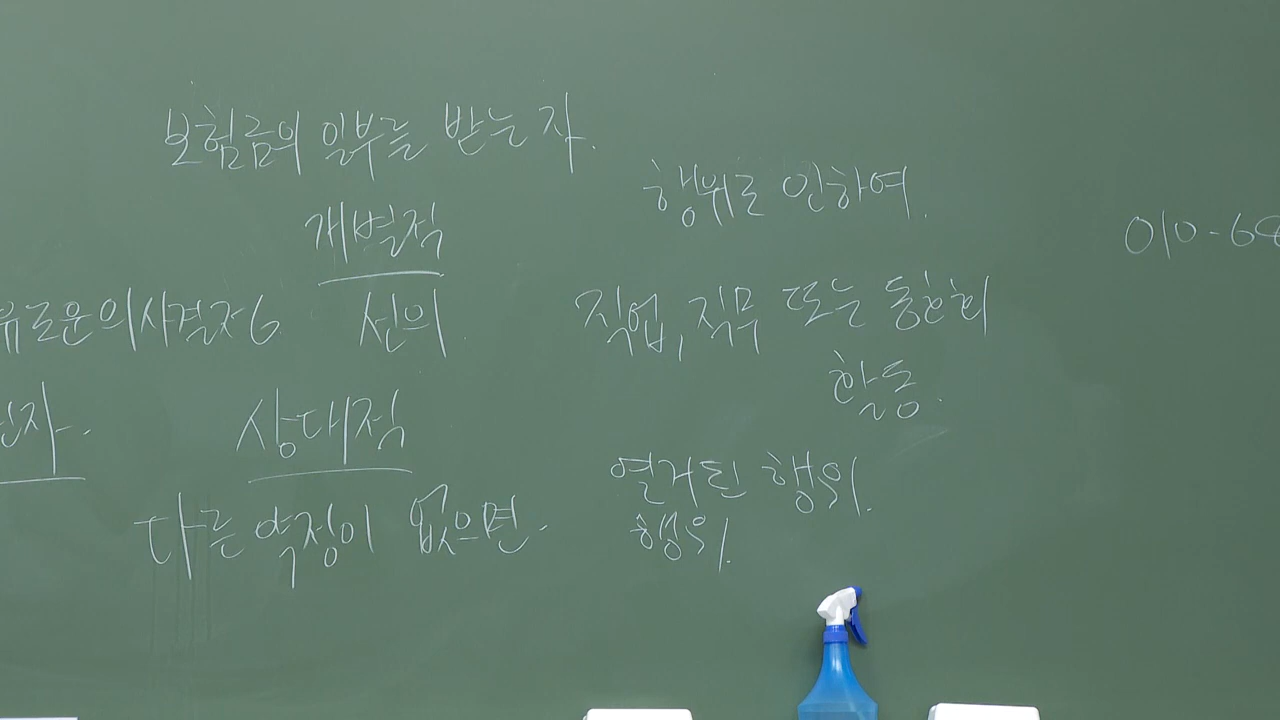 보험금의 일부를 받는 자.
개별적
유로운의사결정
선의
상대적
다른 약정이 없으면.
행위로 인하여.
직업, 직무 또는 동호회
활동.
열거된 행위.
행위.
010-6